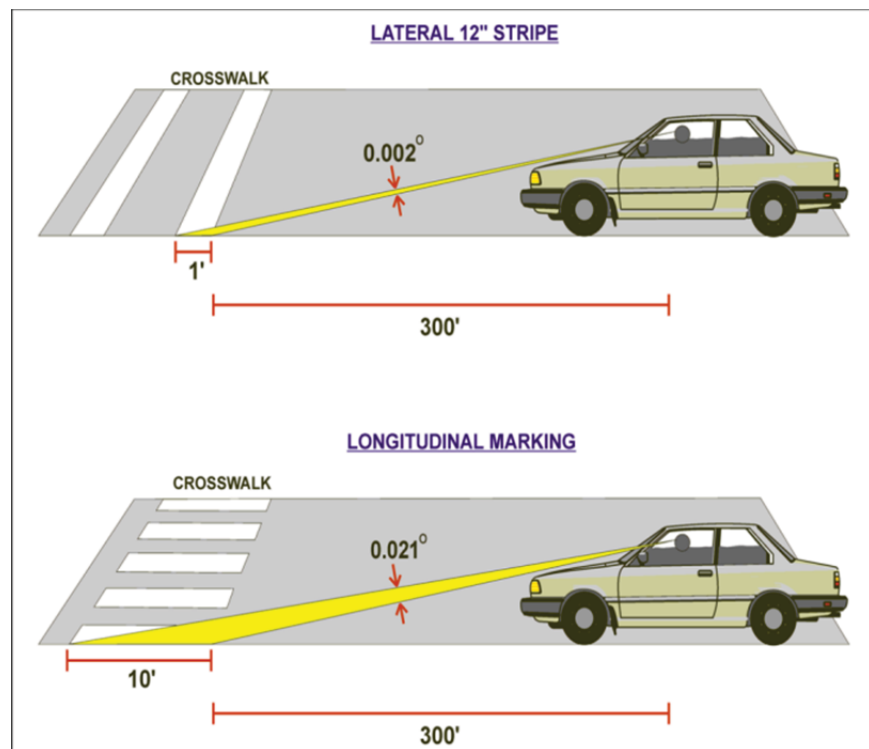 LATERAL 12" STRIPE
CROSSWALK
0.002°
1'
300'
LONGITUDINAL MARKING
CROSSWALK
0.021°
10'
300'